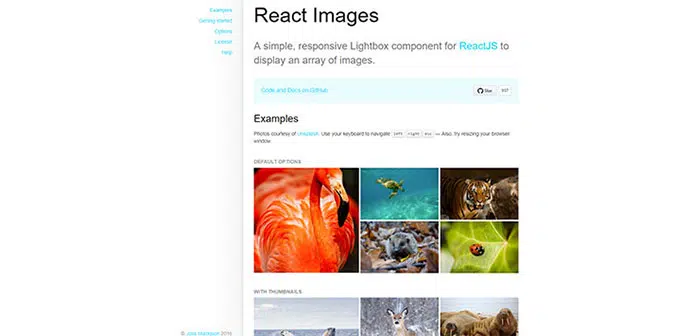 Examples
Getting started
Options
License
Help
React Images
A simple, responsive Lightbox component for ReactJS to
display an array of images.
Code and Docs on GitHub
Star
Examples
Photos courtesy of Unsplash. Use your keyboard to navigate left right esc — Also, try resizing your browser
window.
DEFAULT OPTIONS
WITH THUMBNAILS
© Joss Mackison 2016